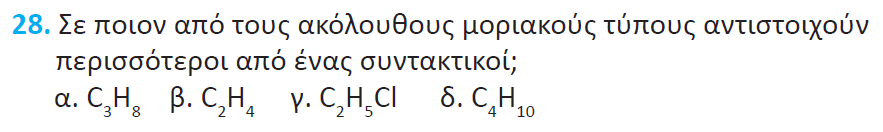 28. Σε ποιον από τους ακόλουθους μοριακούς τύπους αντιστοιχούν
περισσότεροι από ένας συντακτικοί;
α. C₃H₈ β. C₂H₄ γ. C₂H₅Cl δ. C₄H₁₀